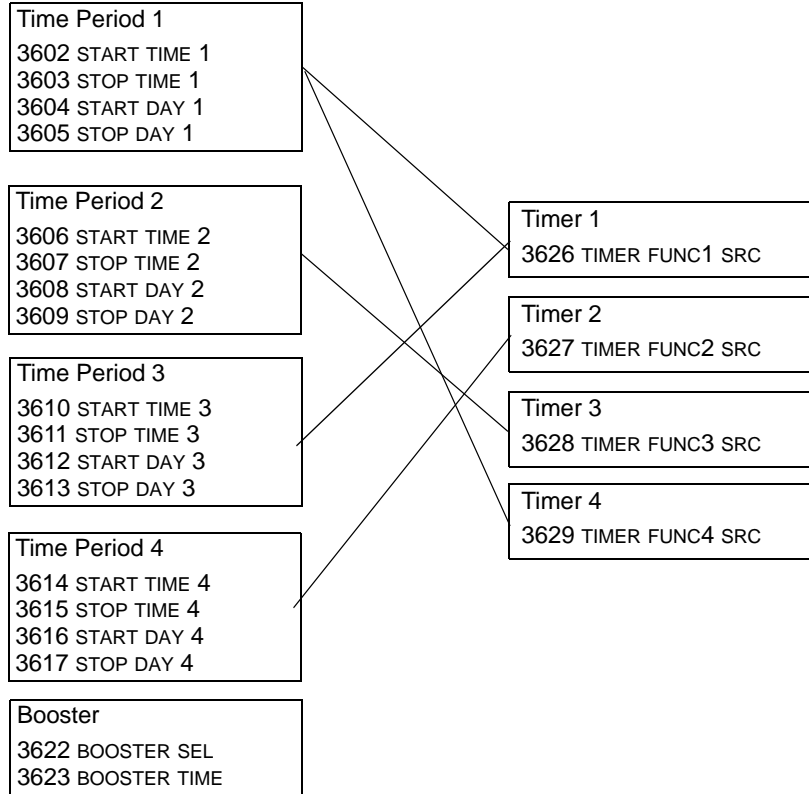 Time Period 1
3602 START TIME 1
3603 STOP TIME 1
3604 START DAY 1
3605 STOP DAY 1
Time Period 2
3606 START TIME 2
3607 STOP TIME 2
3608 START DAY 2
3609 STOP DAY 2
Time Period 3
3610 START TIME 3
3611 STOP TIME 3
3612 START DAY 3
3613 STOP DAY 3
Time Period 4
3614 START TIME 4
3615 STOP TIME 4
3616 START DAY 4
3617 STOP DAY 4
Booster
3622 BOOSTER SEL
3623 BOOSTER TIME
Timer 1
3626 TIMER FUNC1 SRC
Timer 2
3627 TIMER FUNC2 SRC
Timer 3
3628 TIMER FUNC3 SRC
Timer 4
3629 TIMER FUNC4 SRC